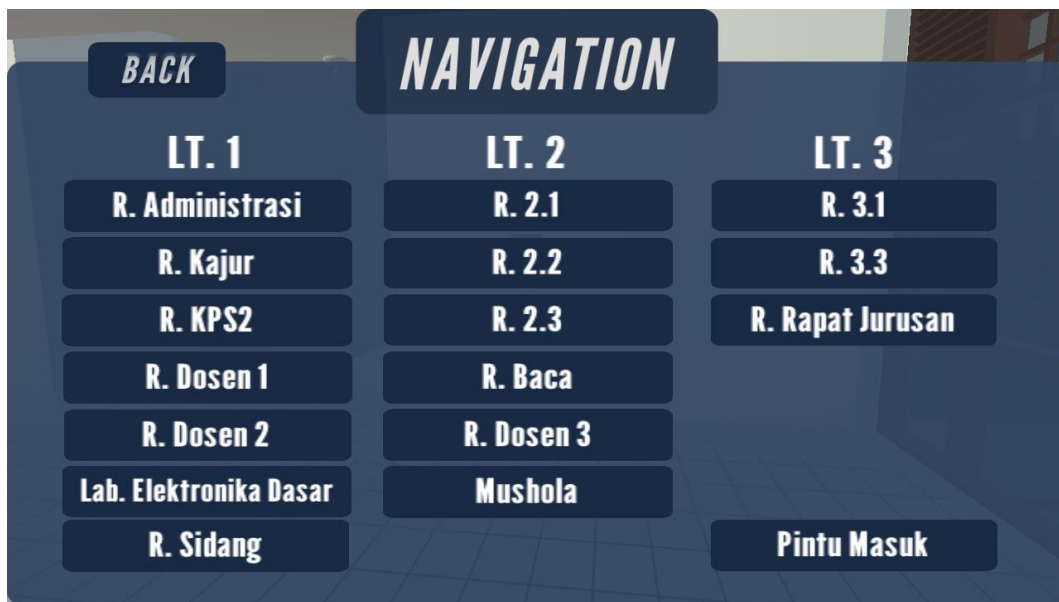 BACK
NAVIGATION
LT. 1
R. Administrasi
R. Kajur
R. KPS2
R. Dosen 1
R. Dosen 2
Lab. Elektronika Dasar
R. Sidang
LT. 2
R. 2.1
R. 2.2
R. 2.3
R. Baca
R. Dosen 3
Mushola
LT. 3
R. 3.1
R. 3.3
R. Rapat Jurusan
Pintu Masuk